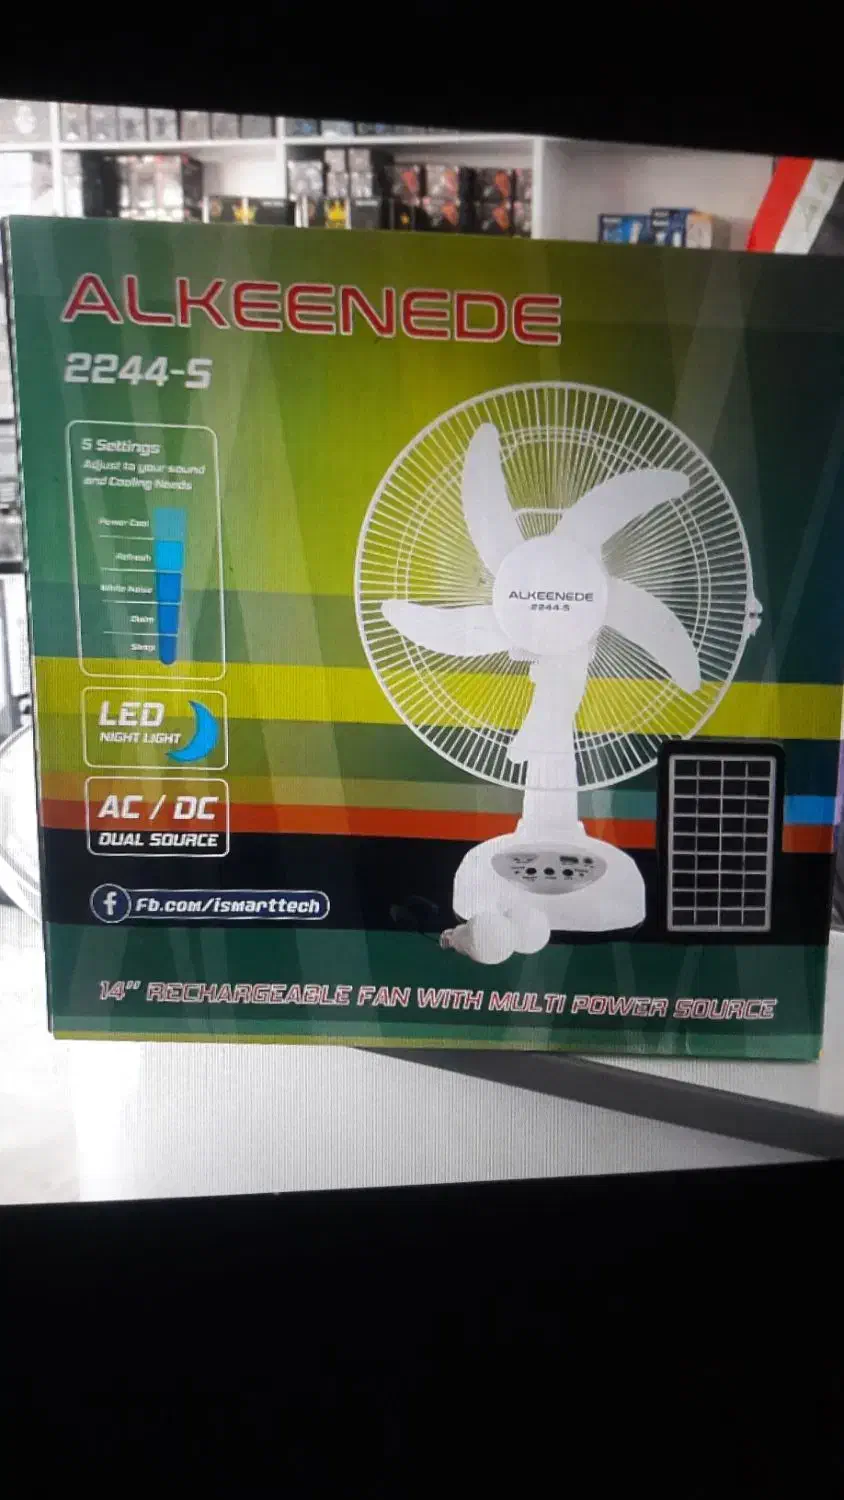 ALKEENEDE
2244-S
5 Settings
Adjust to your sound
and Cooling Needs
Power Cool
Refresh
White Noise
Calm
Sleep
LED
NIGHT LIGHT
AC / DC
DUAL SOURCE
f Fb.com/ismarttech
ALKEENEDE
2244-S
14" RECHARGEABLE FAN WITH MULTI POWER SOURCE